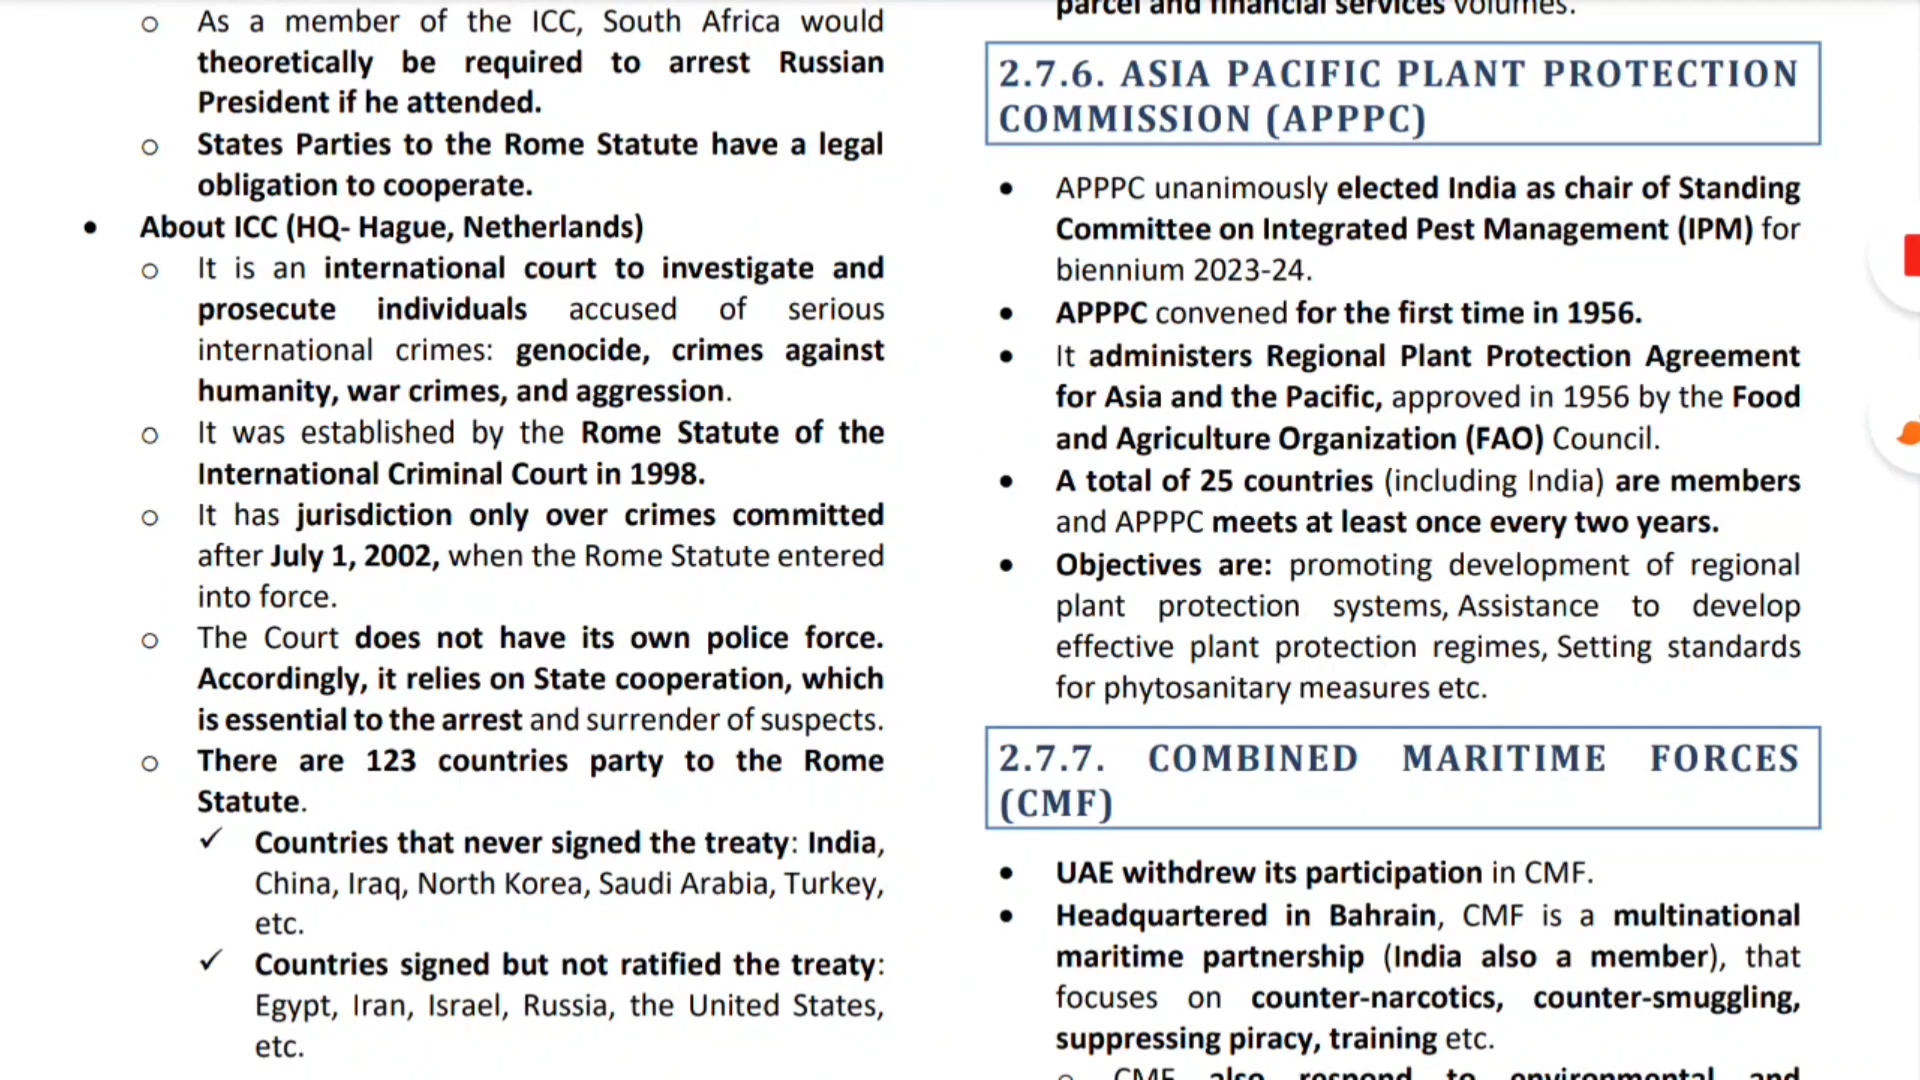 o As a member of the ICC, South Africa would
theoretically be required to arrest Russian
President if he attended.
o States Parties to the Rome Statute have a legal
obligation to cooperate.
• About ICC (HQ- Hague, Netherlands)
o It is an international court to investigate and
prosecute individuals accused of serious
international crimes: genocide, crimes against
humanity, war crimes, and aggression.
o It was established by the Rome Statute of the
International Criminal Court in 1998.
o It has jurisdiction only over crimes committed
after July 1, 2002, when the Rome Statute entered
into force.
o The Court does not have its own police force.
Accordingly, it relies on State cooperation, which
is essential to the arrest and surrender of suspects.
o There are 123 countries party to the Rome
Statute.
✓ Countries that never signed the treaty: India,
China, Iraq, North Korea, Saudi Arabia, Turkey,
etc.
✓ Countries signed but not ratified the treaty:
Egypt, Iran, Israel, Russia, the United States,
etc.
parcel and financial services volumes.
2.7.6. ASIA PACIFIC PLANT PROTECTION
COMMISSION (APPPC)
• APPPC unanimously elected India as chair of Standing
Committee on Integrated Pest Management (IPM) for
biennium 2023-24.
• APPPC convened for the first time in 1956.
• It administers Regional Plant Protection Agreement
for Asia and the Pacific, approved in 1956 by the Food
and Agriculture Organization (FAO) Council.
• A total of 25 countries (including India) are members
and APPPC meets at least once every two years.
• Objectives are: promoting development of regional
plant protection systems, Assistance to develop
effective plant protection regimes, Setting standards
for phytosanitary measures etc.
2.7.7. COMBINED MARITIME FORCES
(CMF)
• UAE withdrew its participation in CMF.
• Headquartered in Bahrain, CMF is a multinational
maritime partnership (India also a member), that
focuses on counter-narcotics, counter-smuggling,
suppressing piracy, training etc.
o CMF also respond to environmental and